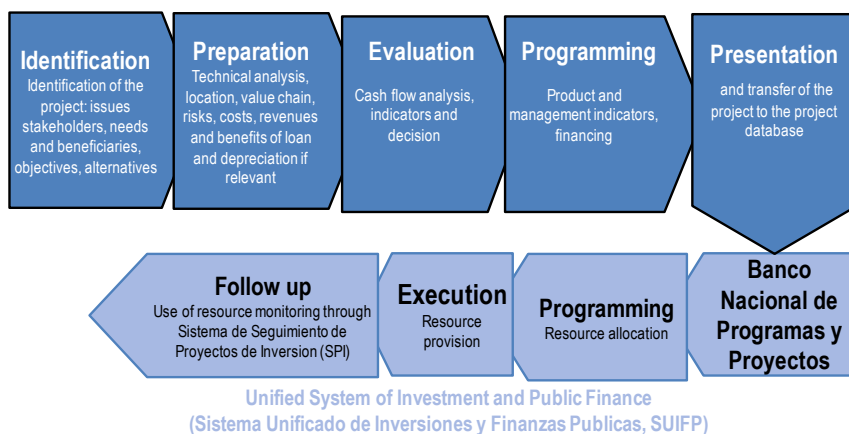 Identification
Identification of the
project: issues
stakeholders, needs
and beneficiaries,
objectives, alternatives
Preparation
Technical analysis,
location, value chain,
risks, costs, revenues
and benefits of loan
and depreciation if
relevant
Evaluation
Cash flow analysis,
indicators and
decision
Programming
Product and
management indicators,
financing
Presentation
and transfer of the
project to the project
database
Follow up
Use of resource monitoring through
Sistema de Seguimiento de
Proyectos de Inversion (SPI)
Execution
Resource
provision
Programming
Resource allocation
Banco
Nacional de
Programas y
Proyectos
Unified System of Investment and Public Finance
(Sistema Unificado de Inversiones y Finanzas Publicas, SUIFP)